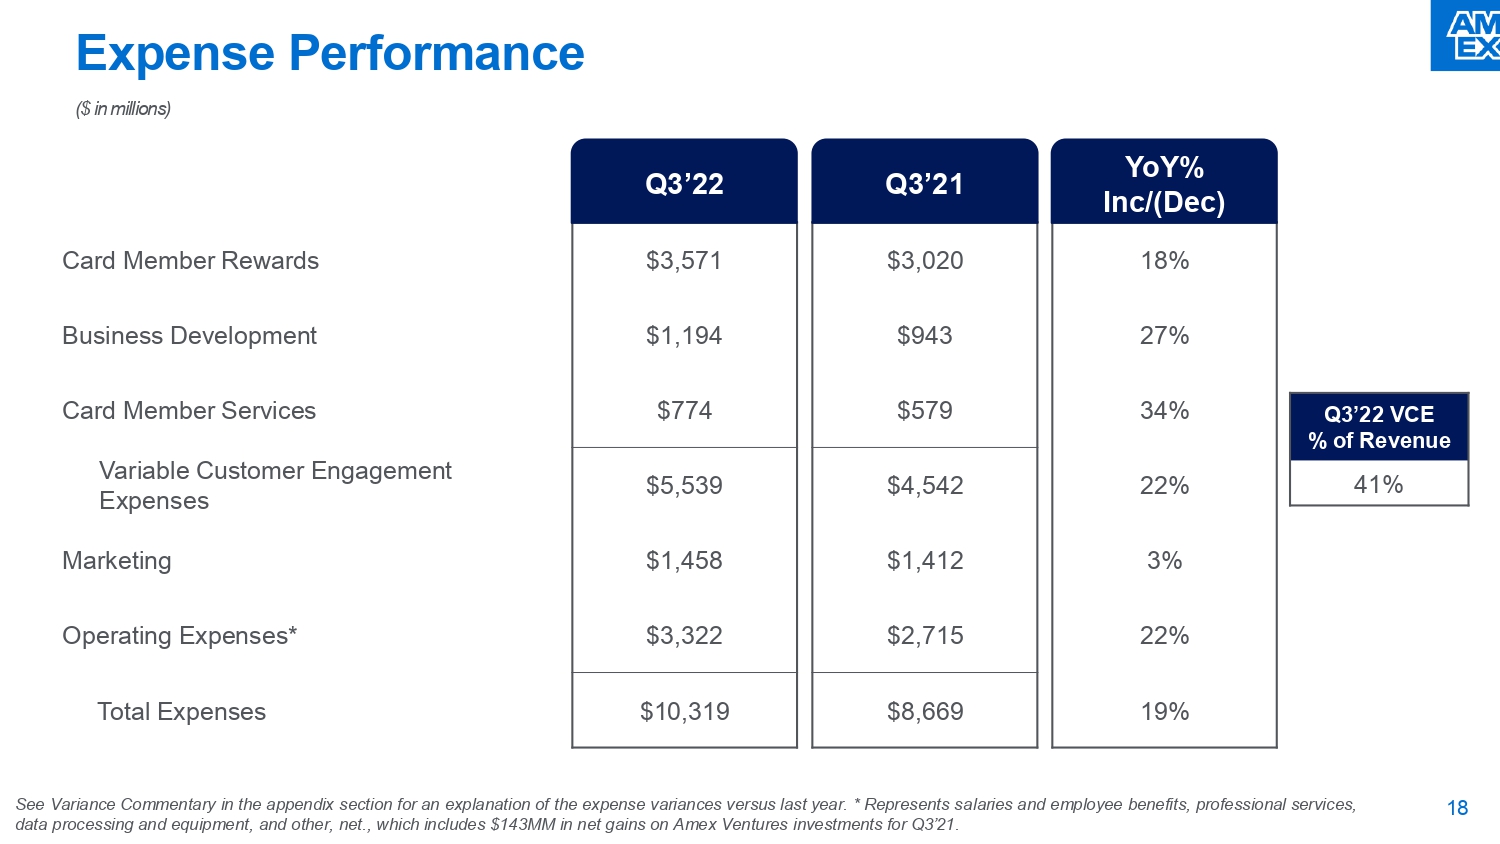 Expense Performance
AM
EX
($ in millions)
Q3’22
Q3’21
YoY%
Inc/(Dec)
Card Member Rewards
$3,571
$3,020
18%
Business Development
$1,194
$943
27%
Card Member Services
$774
$579
34%
Variable Customer Engagement
Expenses
$5,539
$4,542
22%
Q3’22 VCE
% of Revenue
41%
Marketing
$1,458
$1,412
3%
Operating Expenses*
$3,322
$2,715
22%
Total Expenses
$10,319
$8,669
19%
See Variance Commentary in the appendix section for an explanation of the expense variances versus last year. * Represents salaries and employee benefits, professional services,
data processing and equipment, and other, net., which includes $143MM in net gains on Amex Ventures investments for Q3’21.
18